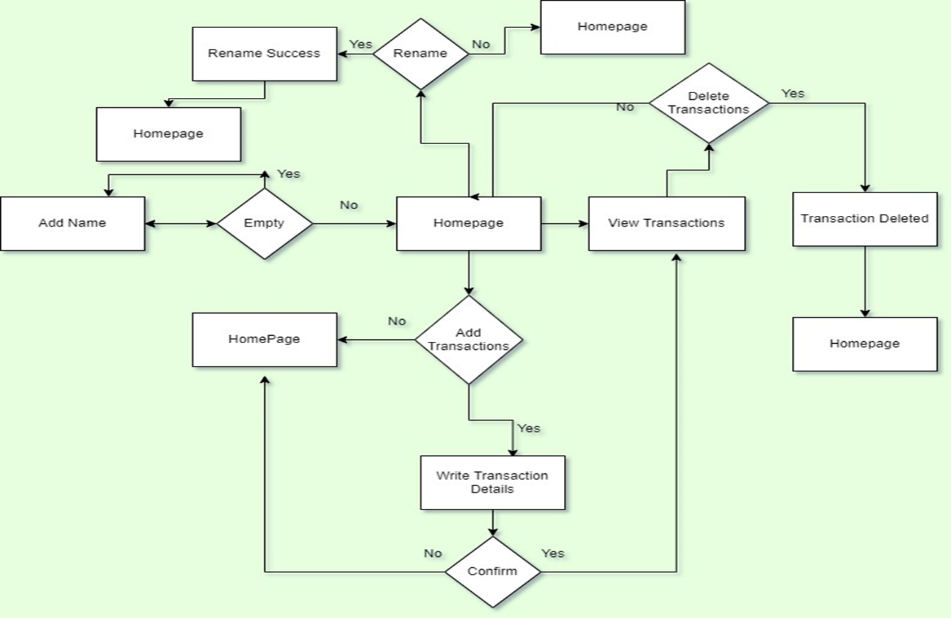 Homepage
Rename Success
Yes
Rename
No
Homepage
Delete
Transactions
Yes
No
Yes
Add Name
Empty
No
Homepage
View Transactions
Transaction Deleted
HomePage
No
Add
Transactions
Homepage
Yes
Write Transaction
Details
No
Confirm
Yes